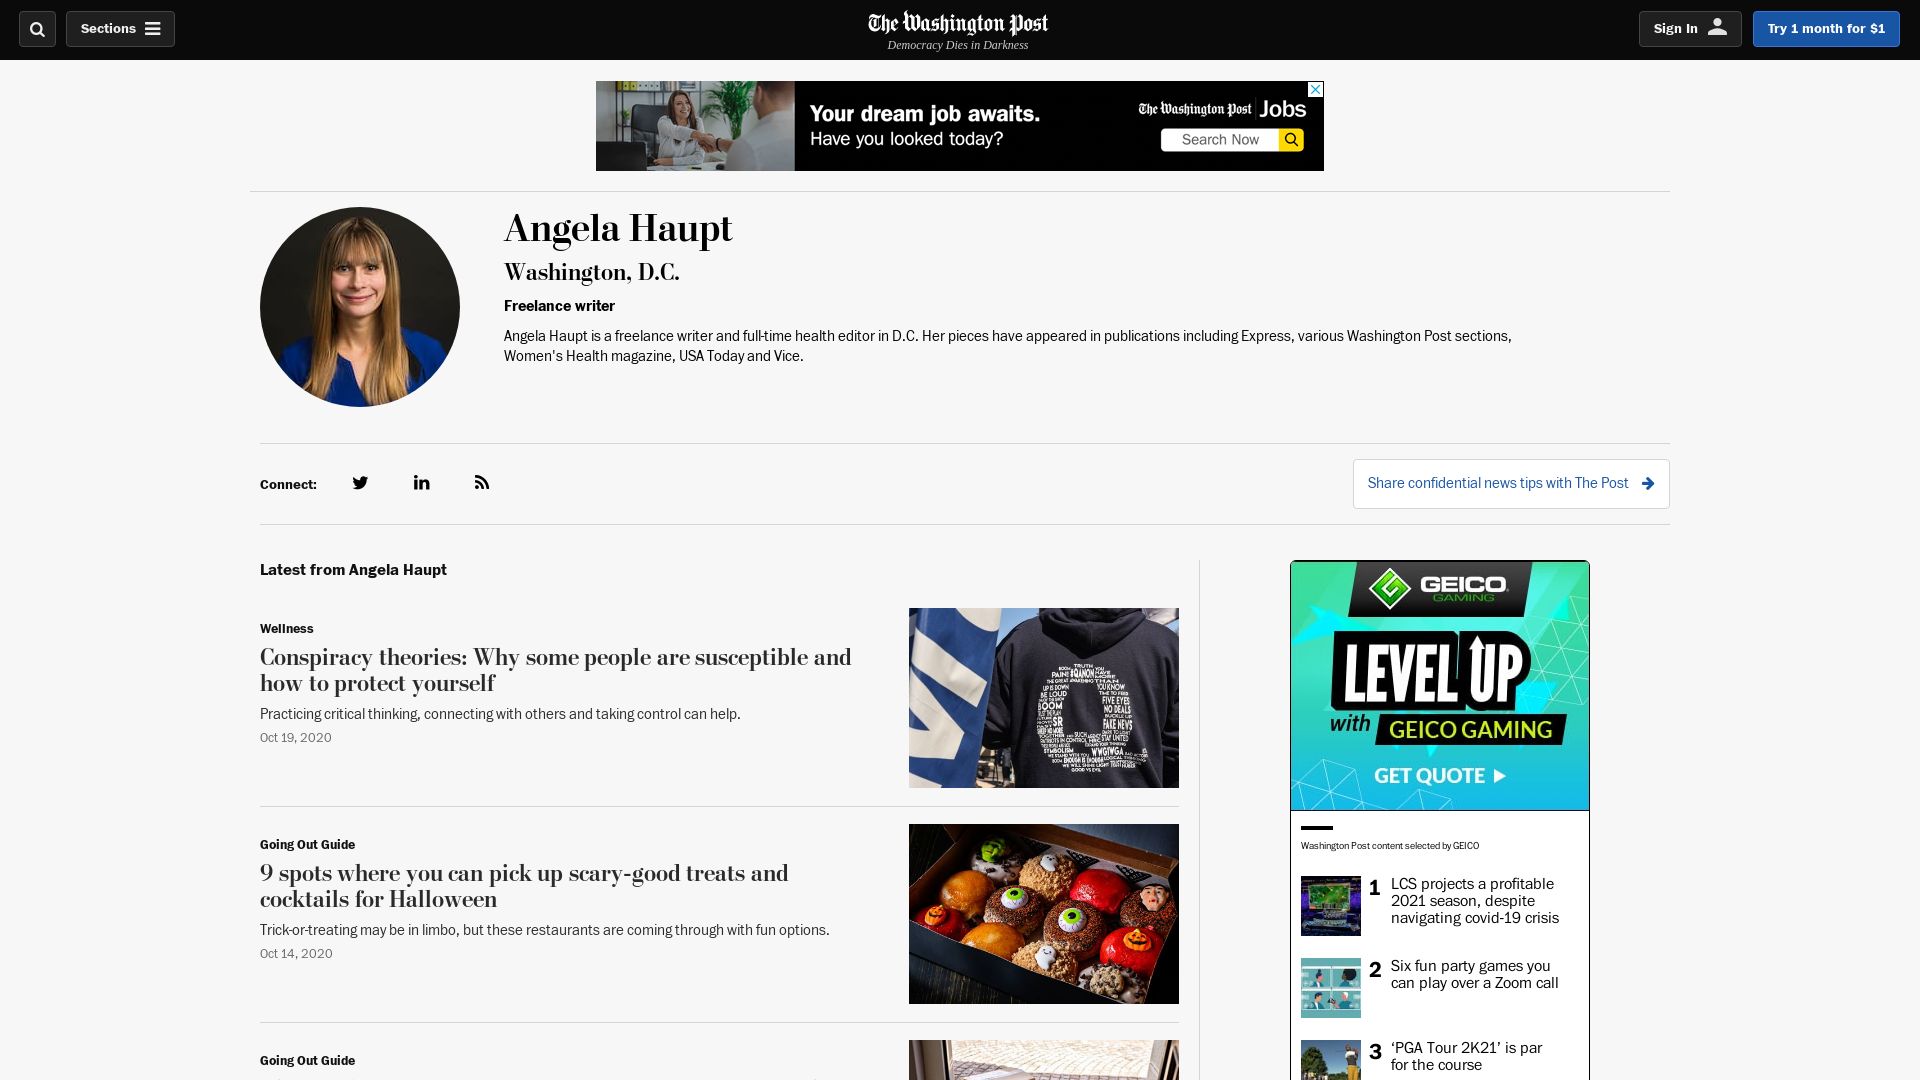 Sections
The Washington Post
Democracy Dies in Darkness
Sign In
Try 1 month for $1
Your dream job awaits.
Have you looked today?
The Washington Post Jobs
Search Now
Angela Haupt
Washington, D.C.
Freelance writer
Angela Haupt is a freelance writer and full-time health editor in D.C. Her pieces have appeared in publications including Express, various Washington Post sections,
Women's Health magazine, USA Today and Vice.
Connect:
Share confidential news tips with The Post
Latest from Angela Haupt
Wellness
Conspiracy theories: Why some people are susceptible and
how to protect yourself
Practicing critical thinking, connecting with others and taking control can help.
Oct 19, 2020
Going Out Guide
9 spots where you can pick up scary-good treats and
cocktails for Halloween
Trick-or-treating may be in limbo, but these restaurants are coming through with fun options.
Oct 14, 2020
Going Out Guide
GEICO
GAMING
LEVEL UP
with GEICO GAMING
GET QUOTE
Washington Post content selected by GEICO
1 LCS projects a profitable
2021 season, despite
navigating covid-19 crisis
2 Six fun party games you
can play over a Zoom call
3 ‘PGA Tour 2K21’ is par
for the course